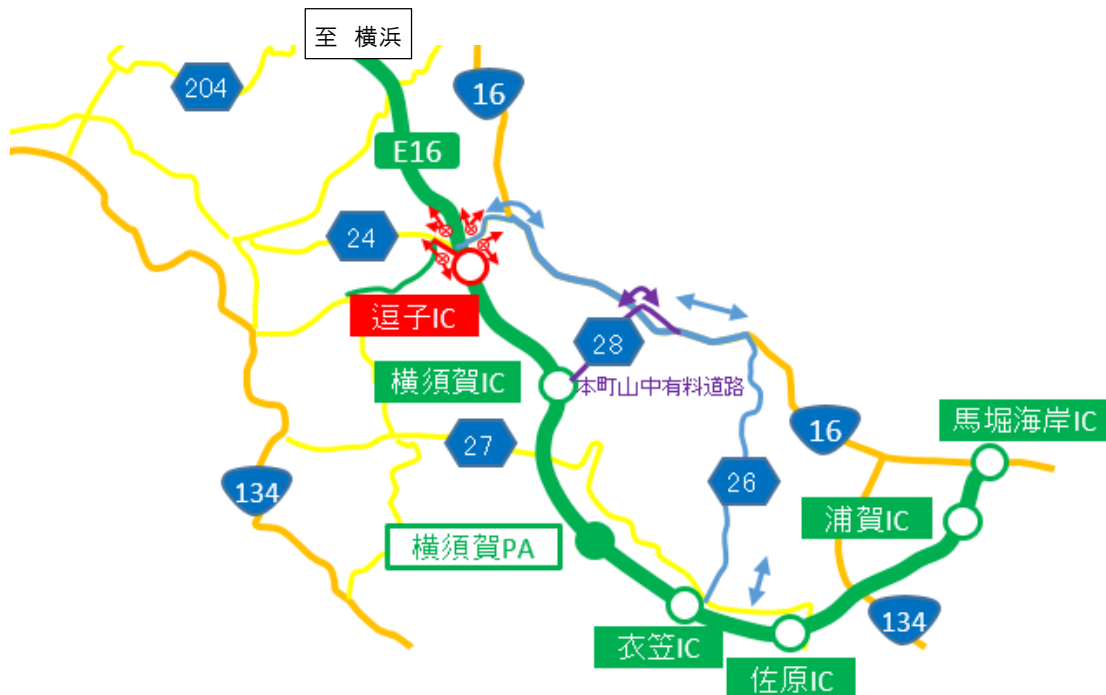 至 横浜
204
16
E16
24
逗子IC
28
横須賀IC
本町山中有料道路
16
馬堀海岸IC
27
134
26
浦賀IC
横須賀PA
134
衣笠IC
佐原IC